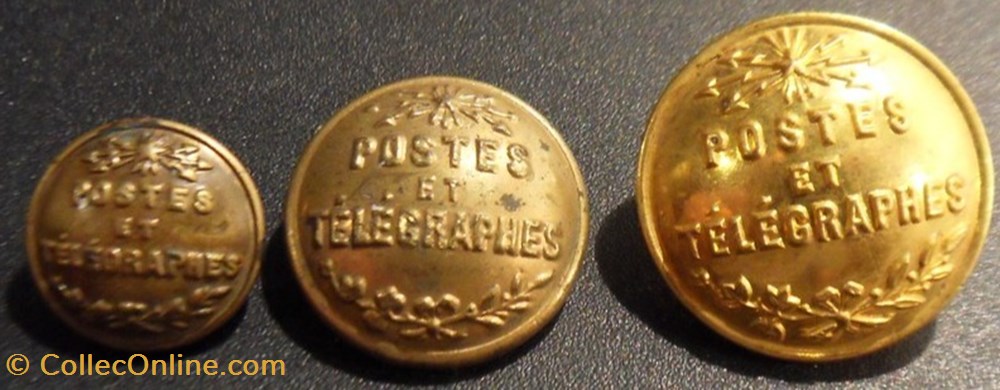 POSTES
ET
TÉLÉGRAPHES
POSTES
ET
TÉLÉGRAPHES
POSTES
ET
TÉLÉGRAPHES
© CollecOnline.com